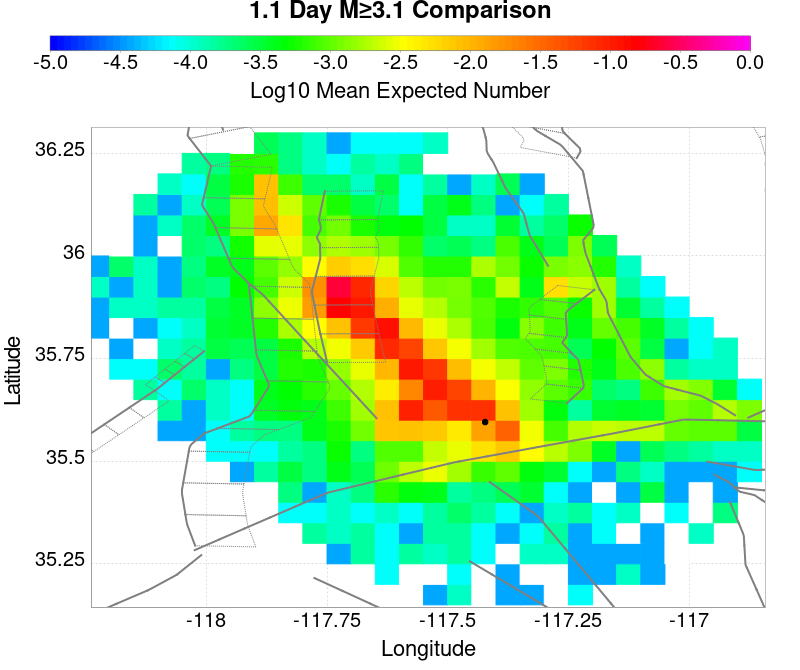 1.1 Day M≥3.1 Comparison
-5.0 -4.5 -4.0 -3.5 -3.0 -2.5 -2.0 -1.5 -1.0 -0.5 0.0
Log10 Mean Expected Number
36.25
36
35.75
35.5
35.25
Latitude
-118 -117.75 -117.5 -117.25 -117
Longitude